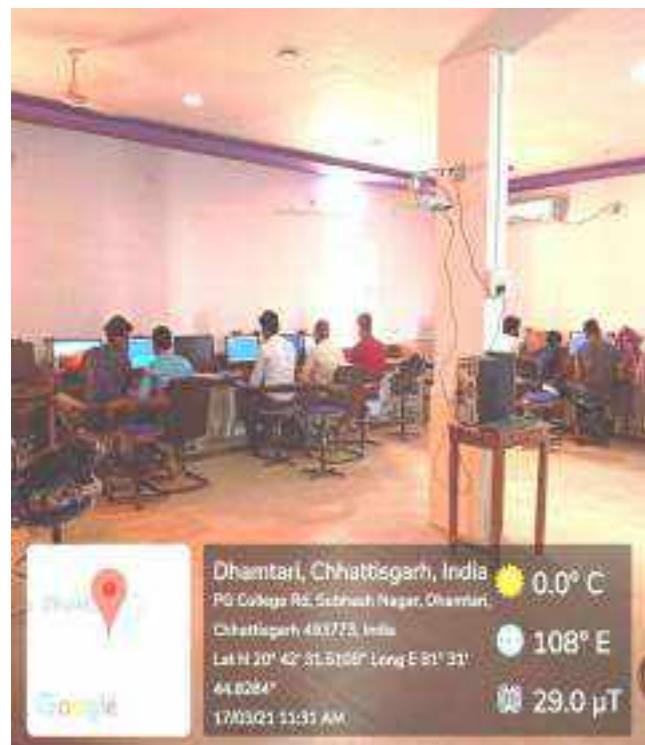 Google
Dhamtari, Chhattisgarh, India
PG College Rd, Subhash Nagar, Dhamtari,
Chhattisgarh 493773, India
Lat N 20° 42' 31.5108" Long E 81° 31'
44.8284"
17/03/21 11:31 AM
0.0° C
108° E
29.0 µT